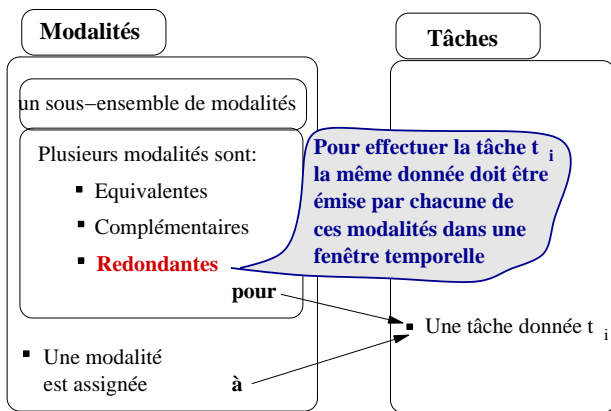 Modalités
Tâches
un sous−ensemble de modalités
Plusieurs modalités sont:
▪ Equivalentes
▪ Complémentaires
▪ Redondantes
Pour effectuer la tâche t i
la même donnée doit être
émise par chacune de
ces modalités dans une
fenêtre temporelle
pour
▪ Une tâche donnée t i
▪ Une modalité
est assignée
à